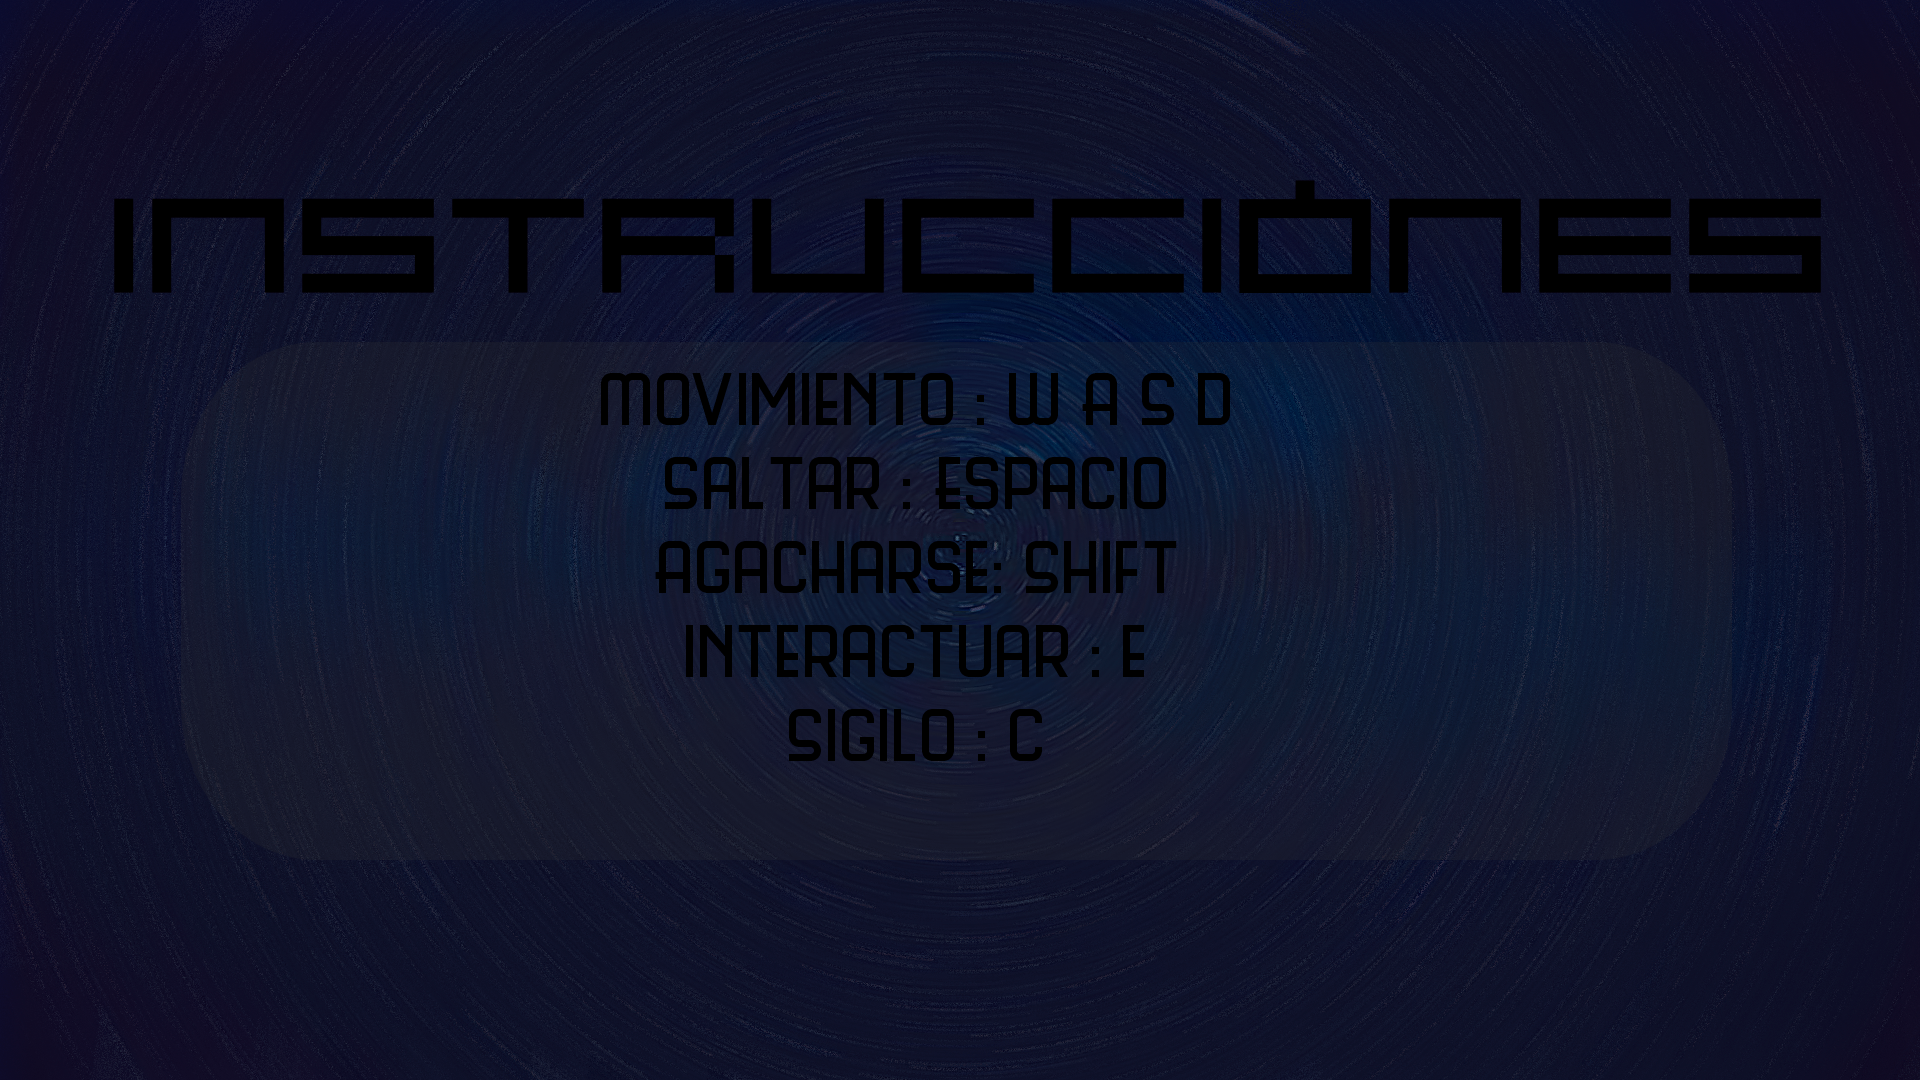 INSTRUCCIÓNES
MOVIMIENTO : W A S D
SALTAR : ESPACIO
AGACHARSE: SHIFT
INTERACTUAR : E
SIGILO : C